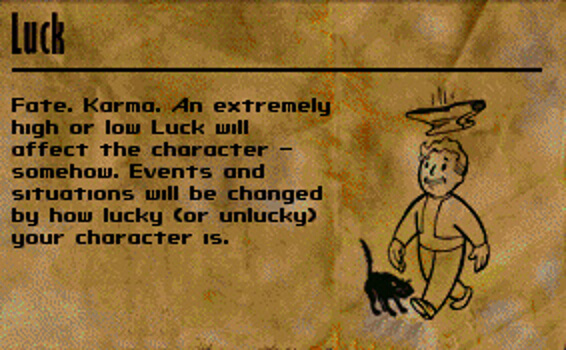 Luck
Fate. Karma. An extremely
high or low Luck will
affect the character -
somehow. Events and
situations will be changed
by how lucky (or unlucky)
your character is.